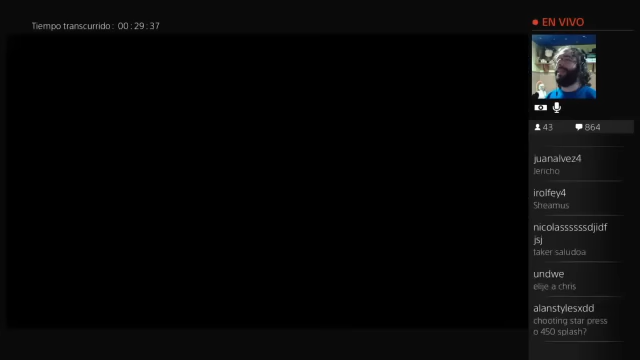 Tiempo transcurrido: 00:29:37
EN VIVO
43 864
juanalvez4
Jericho
irolfey4
Sheamus
nicolassssssdjidf
jsj
taker saludoa
undwe
elije a chris
alanstylesxdd
chooting star press
o 450 splash?